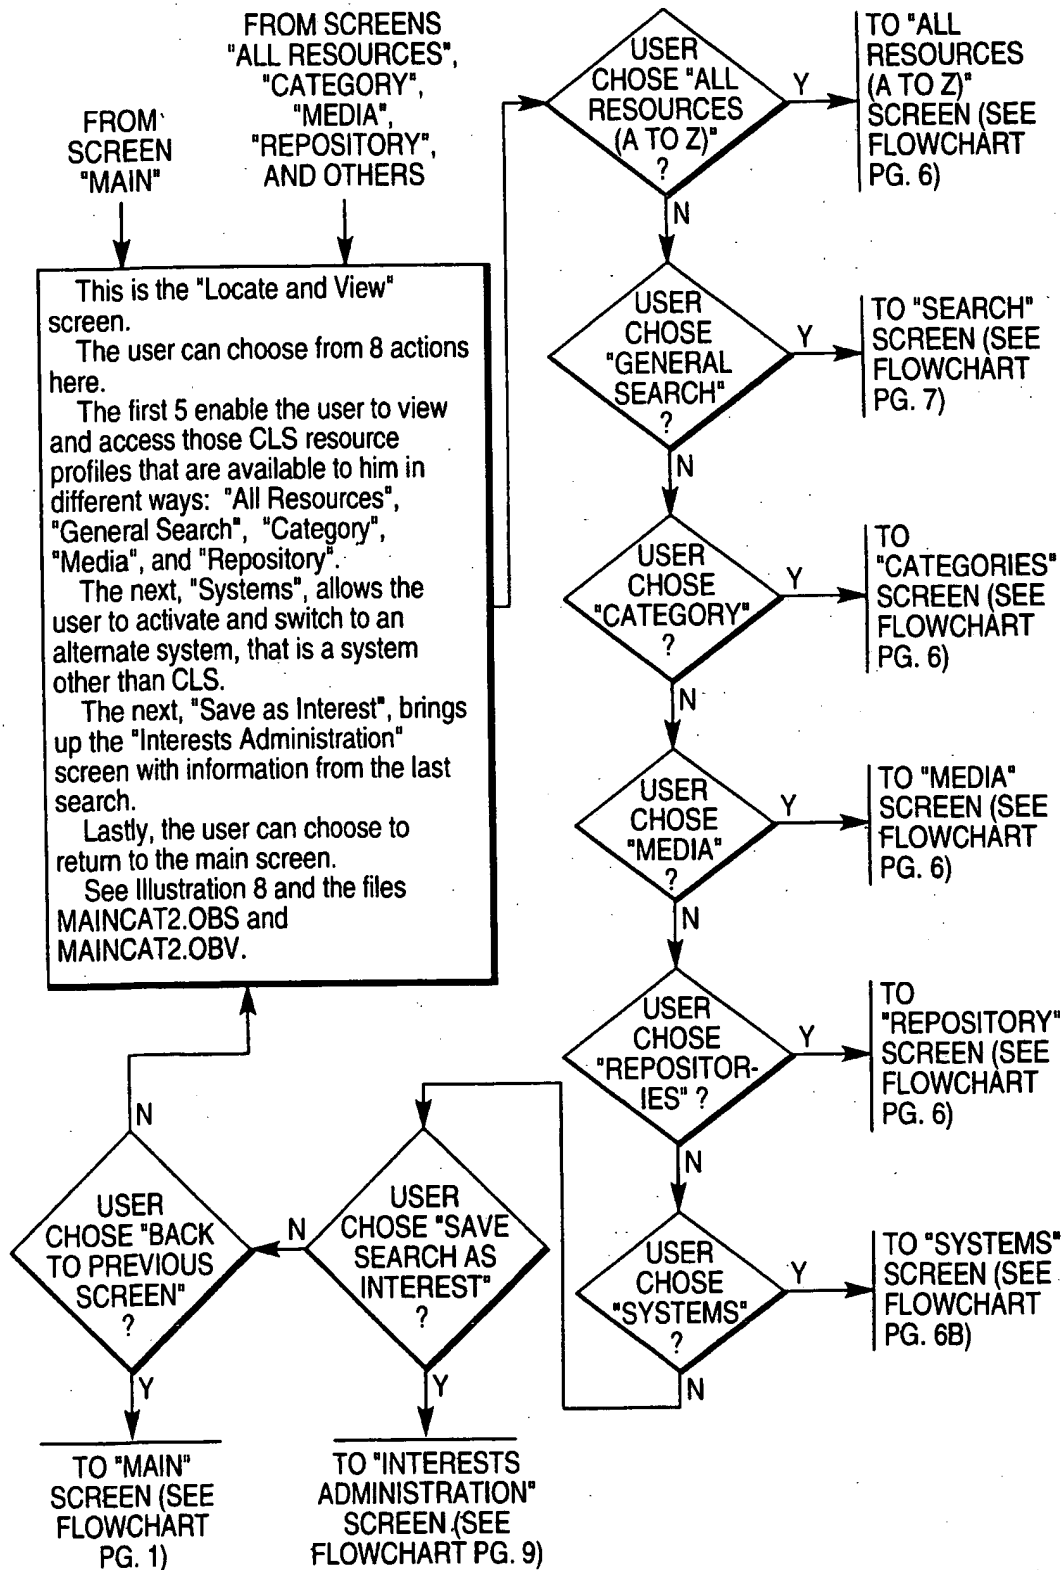 FROM
SCREEN
"MAIN"
FROM SCREENS
"ALL RESOURCES",
"CATEGORY",
"MEDIA",
"REPOSITORY",
AND OTHERS
This is the "Locate and View"
screen.
The user can choose from 8 actions
here.
The first 5 enable the user to view
and access those CLS resource
profiles that are available to him in
different ways: "All Resources",
"General Search", "Category",
"Media", and "Repository".
The next, "Systems", allows the
user to activate and switch to an
alternate system, that is a system
other than CLS.
The next, "Save as Interest", brings
up the "Interests Administration"
screen with information from the last
search.
Lastly, the user can choose to
return to the main screen.
See Illustration 8 and the files
MAINCAT2.OBS and
MAINCAT2.OBV.
USER
CHOSE "ALL
RESOURCES
(A TO Z)"
?
Y
TO "ALL
RESOURCES
(A TO Z)"
SCREEN (SEE
FLOWCHART
PG. 6)
N
USER
CHOSE
"GENERAL
SEARCH"
?
Y
TO "SEARCH"
SCREEN (SEE
FLOWCHART
PG. 7)
N
USER
CHOSE
"CATEGORY"
?
Y
TO
"CATEGORIES"
SCREEN (SEE
FLOWCHART
PG. 6)
N
USER
CHOSE
"MEDIA"
?
Y
TO "MEDIA"
SCREEN (SEE
FLOWCHART
PG. 6)
N
USER
CHOSE
"REPOSITOR-
IES" ?
Y
TO
"REPOSITORY"
SCREEN (SEE
FLOWCHART
PG. 6)
N
USER
CHOSE
"SYSTEMS"
?
Y
TO "SYSTEMS"
SCREEN (SEE
FLOWCHART
PG. 6B)
N
USER
CHOSE "SAVE
SEARCH AS
INTEREST"
?
Y
TO "INTERESTS
ADMINISTRATION"
SCREEN (SEE
FLOWCHART PG. 9)
N
USER
CHOSE "BACK
TO PREVIOUS
SCREEN"
?
N
Y
TO "MAIN"
SCREEN (SEE
FLOWCHART
PG. 1)